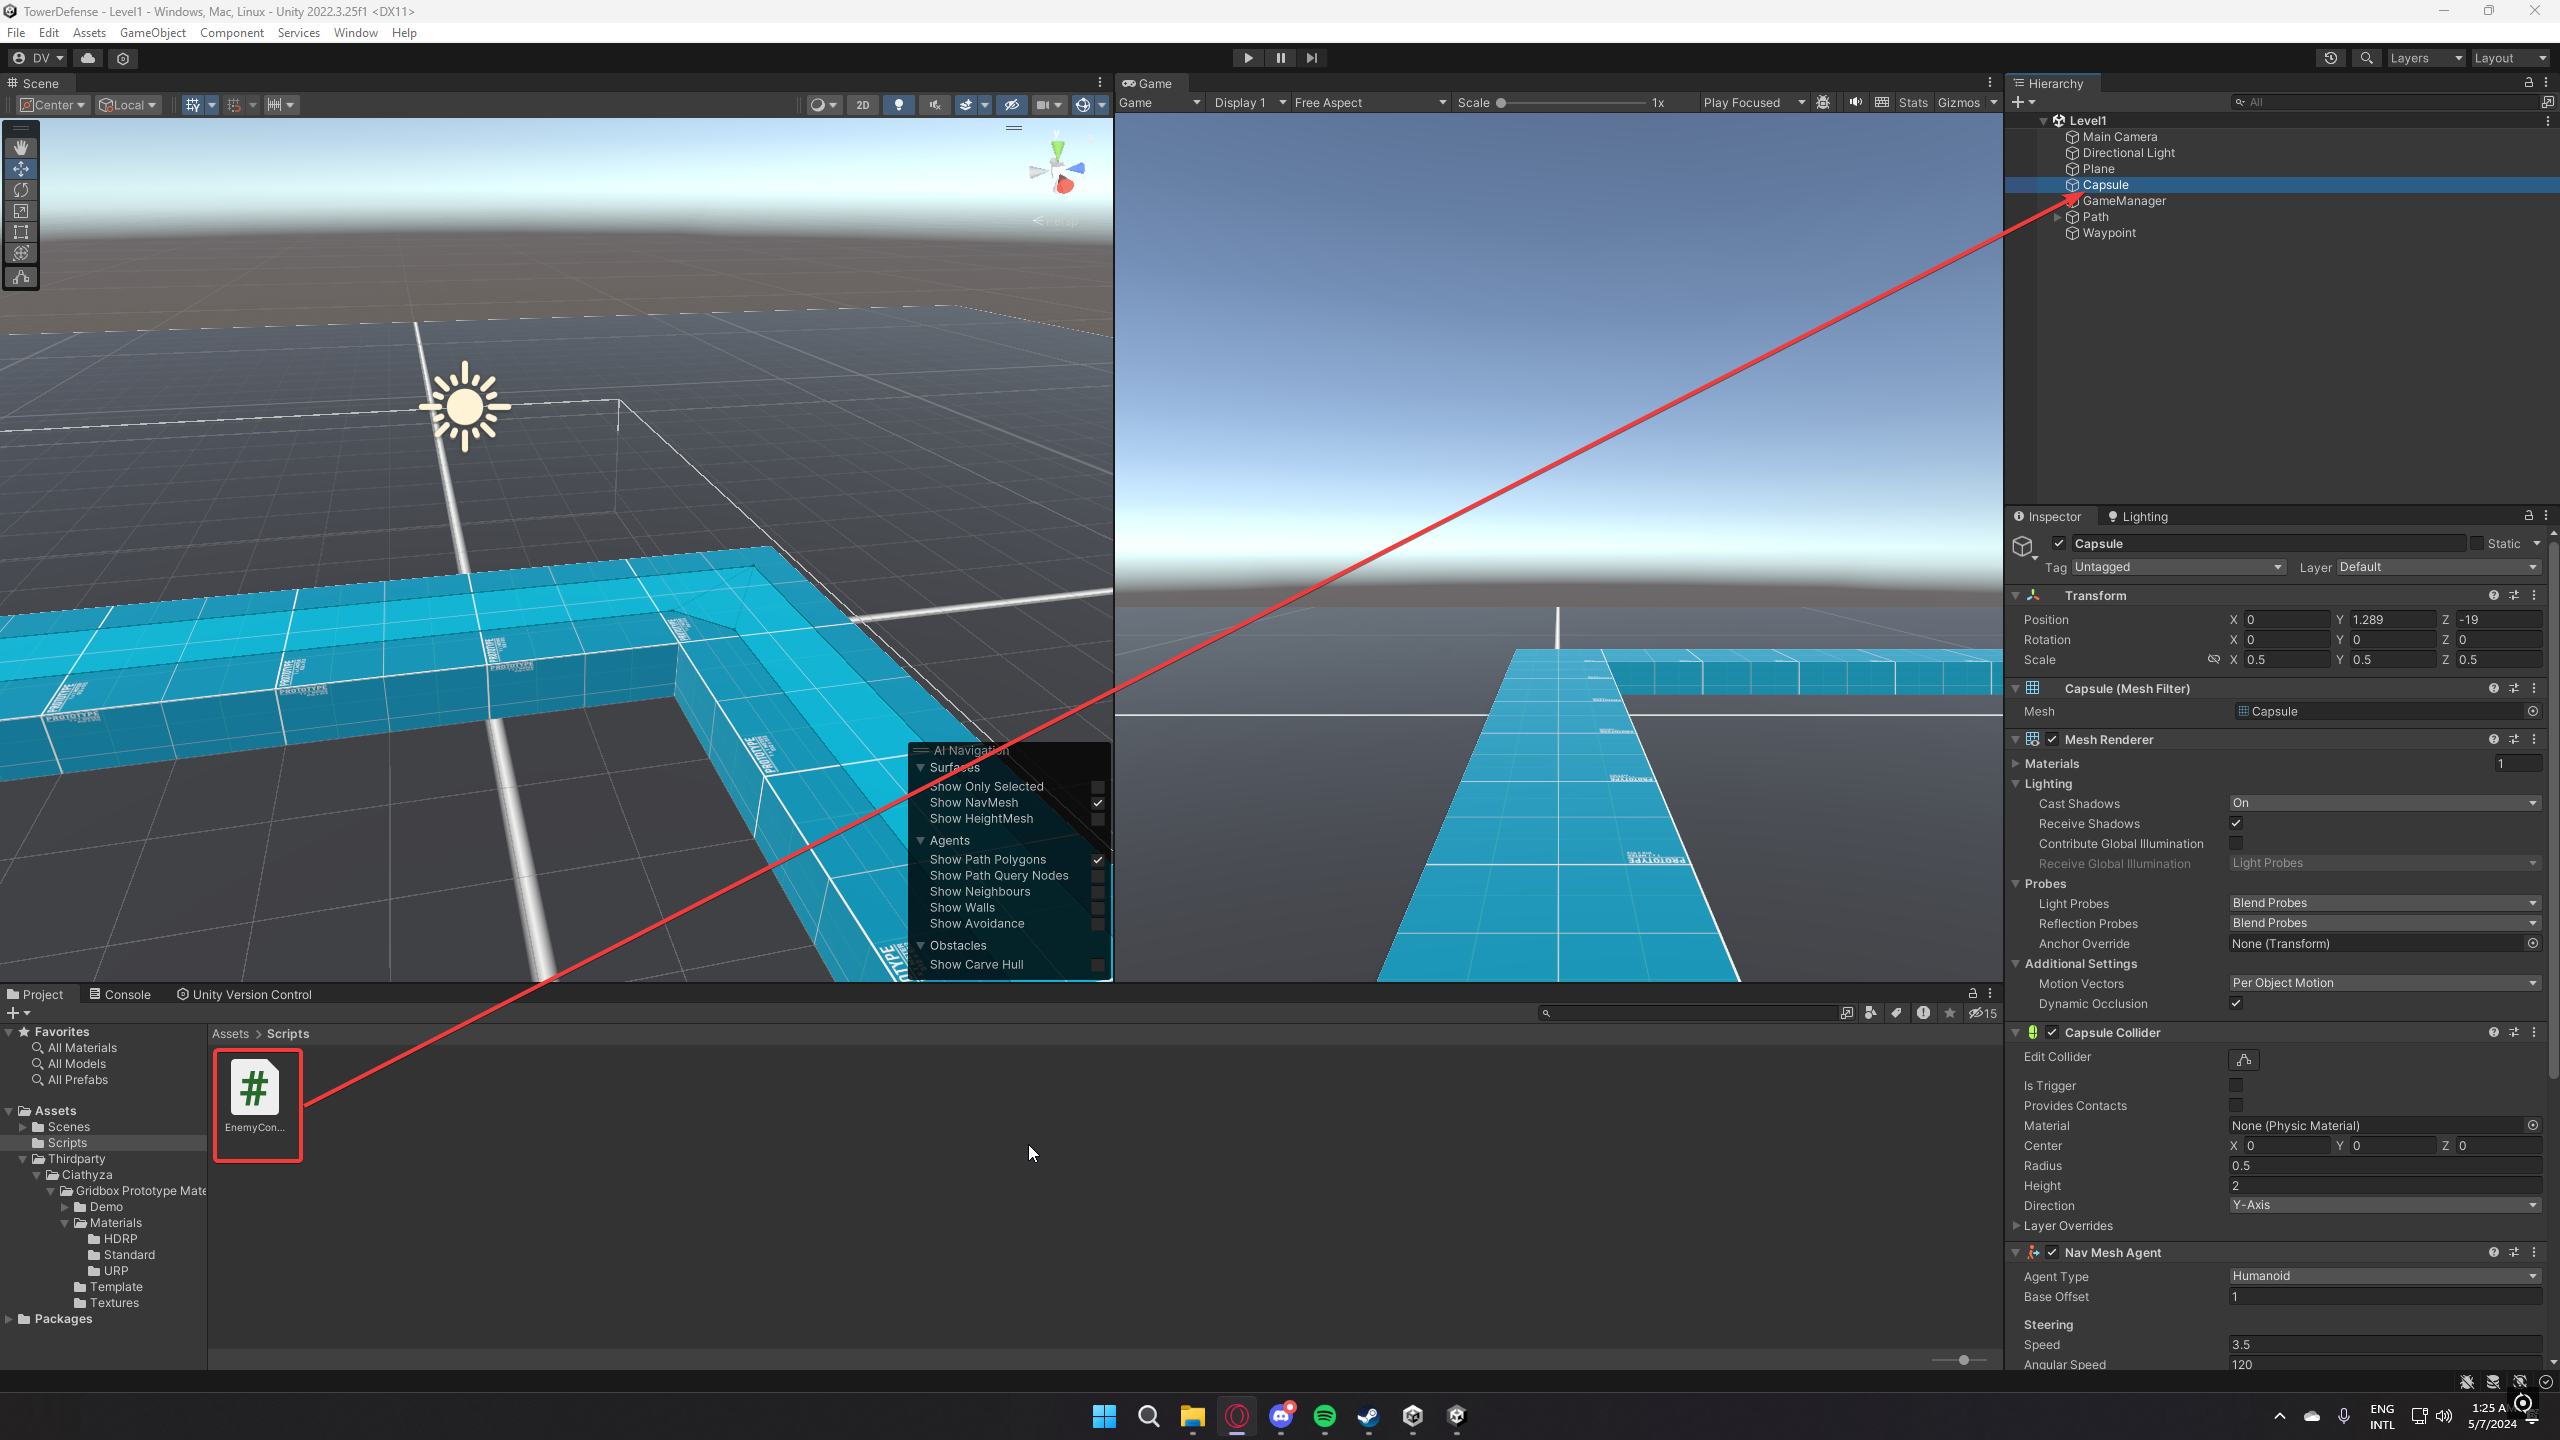 TowerDefense - Level1 - Windows, Mac, Linux - Unity 2022.3.25f1 <DX11>
File Edit Assets GameObject Component Services Window Help
DV Layers Layout
Scene
Center Local 2D
y
Persp
AI Navigation
Surfaces
Show Only Selected
Show NavMesh
Show HeightMesh
Agents
Show Path Polygons
Show Path Query Nodes
Show Neighbours
Show Walls
Show Avoidance
Obstacles
Show Carve Hull
PROTOTYPE
PROTOTYPE
PROTOTYPE
PROTOTYPE
PROTOTYPE
Game
Game Display 1 Free Aspect Scale 1x Play Focused Stats Gizmos
PROTOTYPE
Hierarchy
All
Level1
Main Camera
Directional Light
Plane
Capsule
GameManager
Path
Waypoint
Inspector Lighting
Capsule Static
Tag Untagged Layer Default
Transform
Position X 0 Y 1.289 Z -19
Rotation X 0 Y 0 Z 0
Scale X 0.5 Y 0.5 Z 0.5
Capsule (Mesh Filter)
Mesh Capsule
Mesh Renderer
Materials 1
Lighting
Cast Shadows On
Receive Shadows
Contribute Global Illumination
Receive Global Illumination Light Probes
Probes
Light Probes Blend Probes
Reflection Probes Blend Probes
Anchor Override None (Transform)
Additional Settings
Motion Vectors Per Object Motion
Dynamic Occlusion
Capsule Collider
Edit Collider
Is Trigger
Provides Contacts
Material None (Physic Material)
Center X 0 Y 0 Z 0
Radius 0.5
Height 2
Direction Y-Axis
Layer Overrides
Nav Mesh Agent
Agent Type Humanoid
Base Offset 1
Steering
Speed 3.5
Angular Speed 120
Project Console Unity Version Control
15
Favorites
All Materials
All Models
All Prefabs
Assets
Scenes
Scripts
Thirdparty
Ciathyza
Gridbox Prototype Mate
Demo
Materials
HDRP
Standard
URP
Template
Textures
Packages
Assets > Scripts
#
EnemyCon...
ENG
INTL
1:25 A
5/7/2024